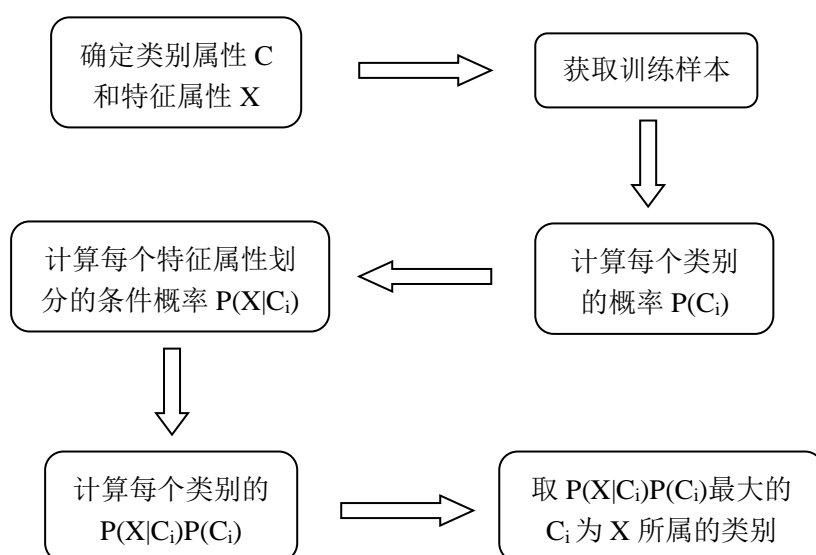 确定类别属性 C
和特征属性 X
获取训练样本
计算每个类别
的概率 P(Cᵢ)
计算每个特征属性划
分的条件概率 P(X|Cᵢ)
计算每个类别的
P(X|Cᵢ)P(Cᵢ)
取 P(X|Cᵢ)P(Cᵢ)最大的
Cᵢ 为 X 所属的类别